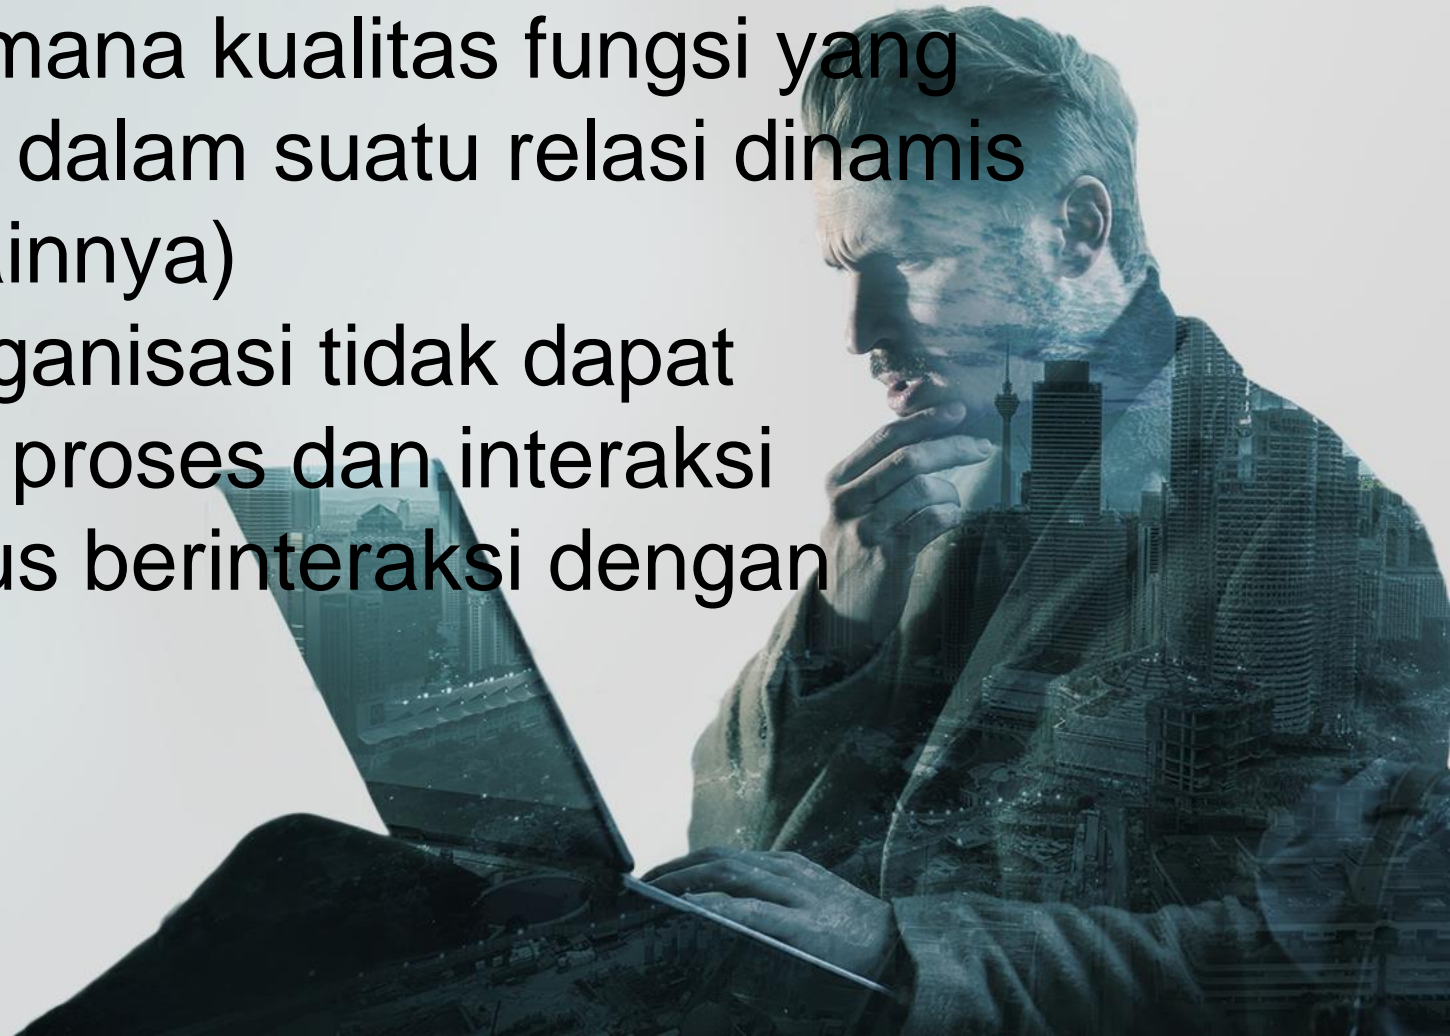 mana kualitas fungsi yang
dalam suatu relasi dinamis
innya)
ganisasi tidak dapat
proses dan interaksi
us berinteraksi dengan